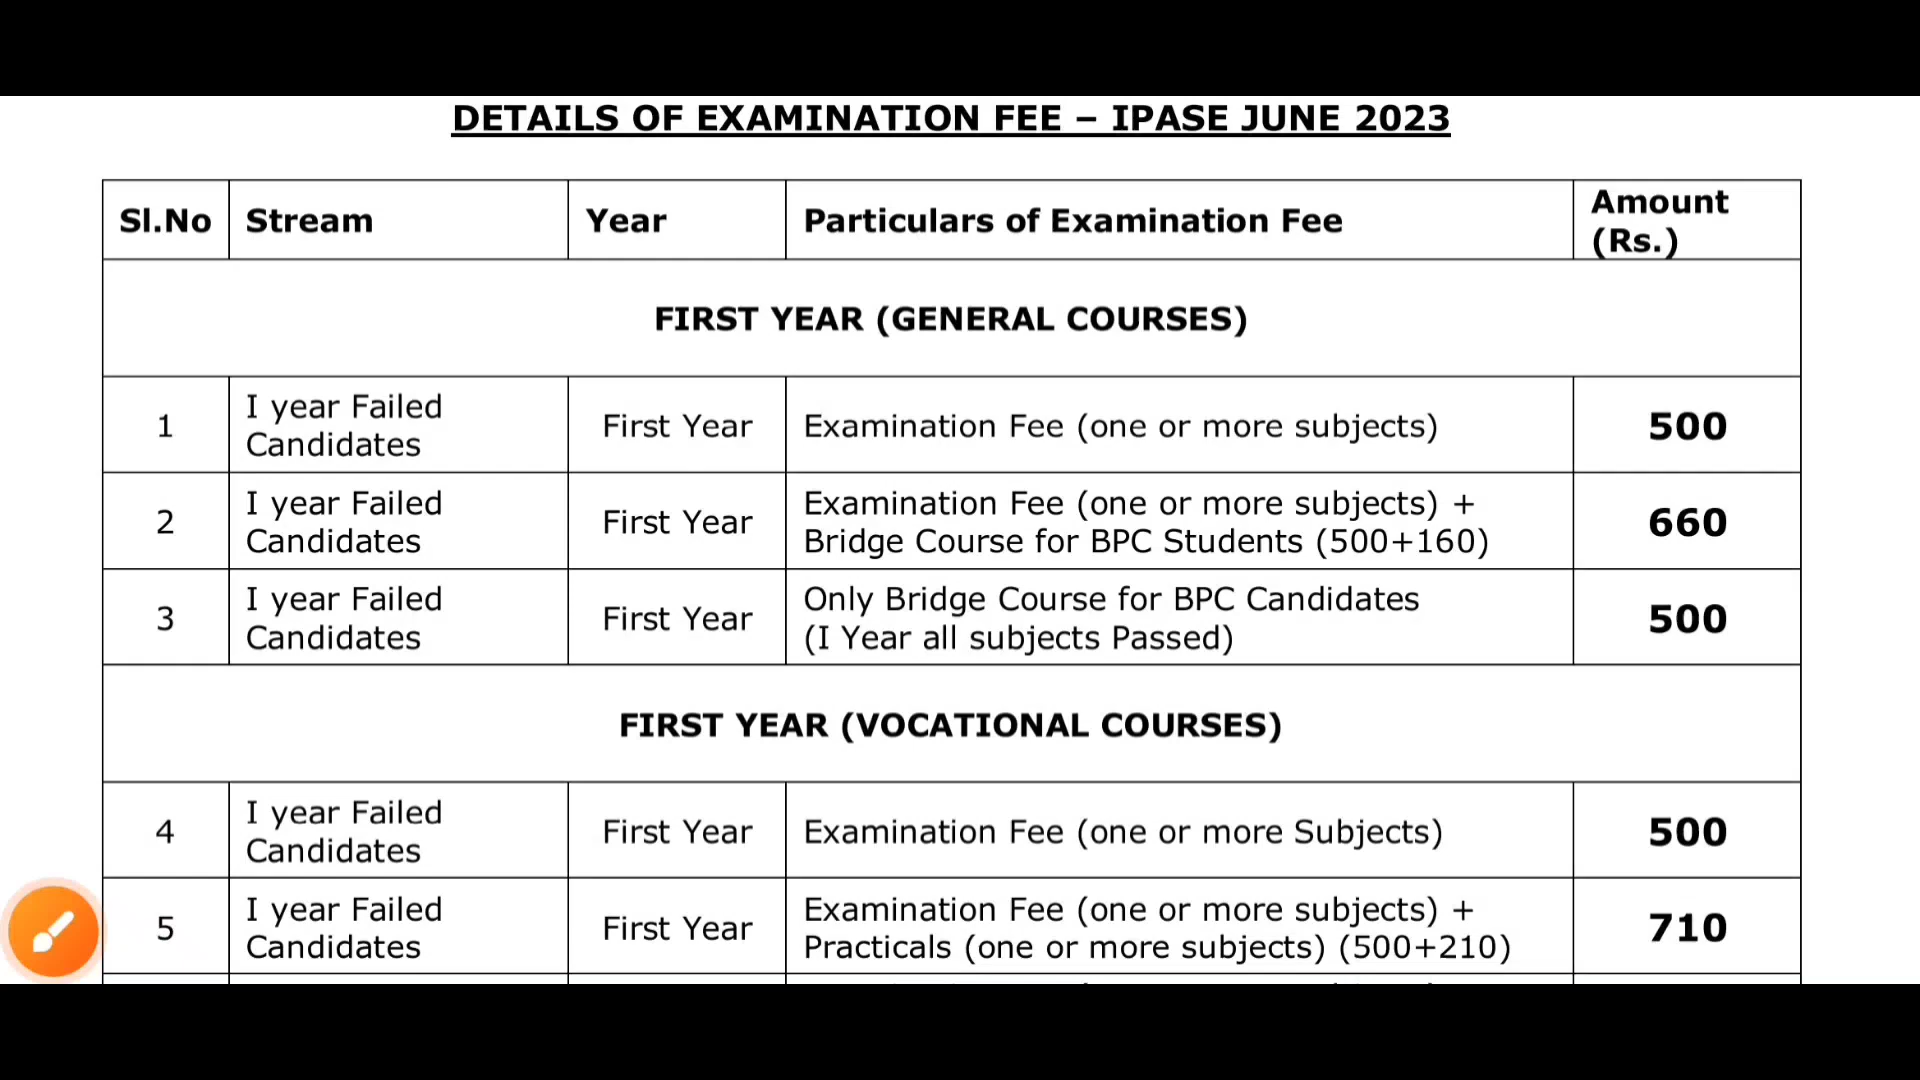 DETAILS OF EXAMINATION FEE – IPASE JUNE 2023
Sl.No Stream Year Particulars of Examination Fee Amount (Rs.)
FIRST YEAR (GENERAL COURSES)
1 I year Failed Candidates First Year Examination Fee (one or more subjects) 500
2 I year Failed Candidates First Year Examination Fee (one or more subjects) + Bridge Course for BPC Students (500+160) 660
3 I year Failed Candidates First Year Only Bridge Course for BPC Candidates (I Year all subjects Passed) 500
FIRST YEAR (VOCATIONAL COURSES)
4 I year Failed Candidates First Year Examination Fee (one or more Subjects) 500
5 I year Failed Candidates First Year Examination Fee (one or more subjects) + Practicals (one or more subjects) (500+210) 710